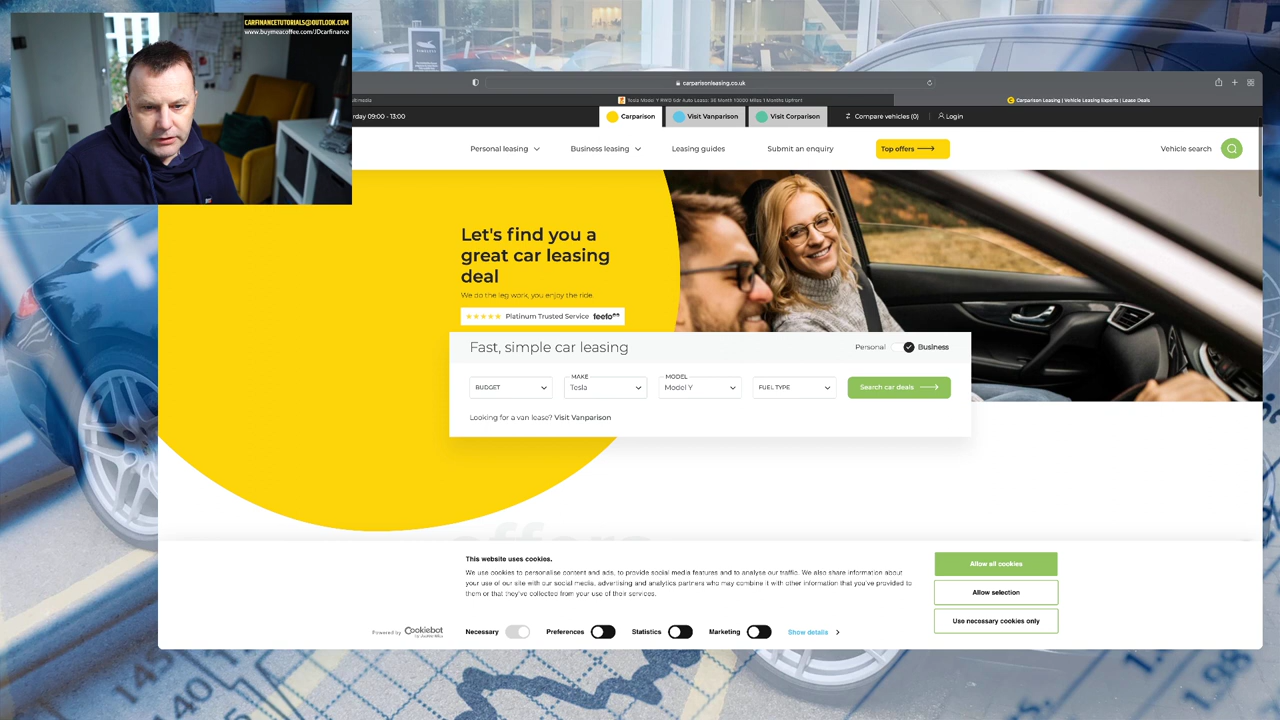 CARFINANCETUTORIALS@OUTLOOK.COM
www.buymeacoffee.com/JDcarfinance
carparisonleasing.co.uk
Tesla Model Y RWD 5dr Auto Lease: 36 Month 10000 Miles 1 Months Upfront
Carparison Leasing | Vehicle Leasing Experts | Lease Deals
rday 09:00 - 13:00
Carparison
Visit Vanparison
Visit Corparison
Compare vehicles (0)
Login
Personal leasing
Business leasing
Leasing guides
Submit an enquiry
Top offers
Vehicle search
Let's find you a
great car leasing
deal
We do the leg work, you enjoy the ride.
Platinum Trusted Service feefo
Fast, simple car leasing
Personal
Business
BUDGET
MAKE
Tesla
MODEL
Model Y
FUEL TYPE
Search car deals
Looking for a van lease? Visit Vanparison
offers
This website uses cookies.
We use cookies to personalise content and ads, to provide social media features and to analyse our traffic. We also share information about
your use of our site with our social media, advertising and analytics partners who may combine it with other information that you've provided to
them or that they've collected from your use of their services.
Allow all cookies
Allow selection
Use necessary cookies only
Powered by Cookiebot
Necessary
Preferences
Statistics
Marketing
Show details